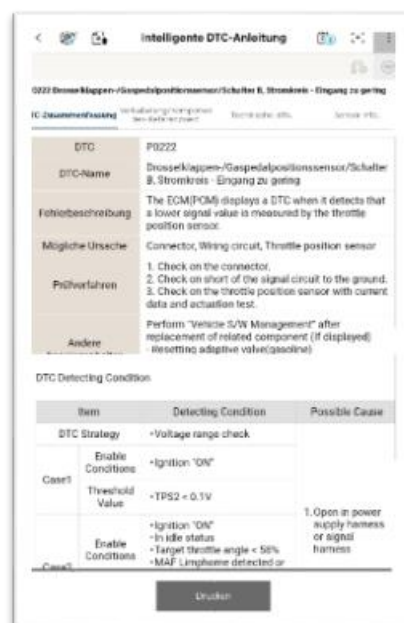 Intelligente DTC-Anleitung
0222 Drosselklappen-/Gaspedalpositionssensor/Schalter B, Stromkreis - Eingang zu gering
TC-Zusammenfassung
DTC
P0222
DTC-Name
Drosselklappen-/Gaspedalpositionssensor/Schalter
B, Stromkreis - Eingang zu gering
Fehlerbeschreibung
The ECM(PCM) displays a DTC when it detects that
a lower signal value is measured by the throttle
position sensor.
Mögliche Ursache
Connector, Wiring circuit, Throttle position sensor
Prüfverfahren
1. Check on the connector.
2. Check on short of the signal circuit to the ground.
3. Check on the throttle position sensor with current
data and actuation test.
Andere
Perform "Vehicle S/W Management" after
replacement of related component (If displayed)
- Resetting adaptive value(gasoline)
DTC Detecting Condition
Item
Detecting Condition
Possible Cause
DTC Strategy
•Voltage range check
Case1
Enable
Conditions
•Ignition "ON"
Threshold
Value
•TPS2 < 0.1V
1. Open in power
supply harness
or signal
harness
Case2
Enable
Conditions
•Ignition "ON"
•In idle status
•Target throttle angle < 58%
•MAF Limphome detected or
Drucken